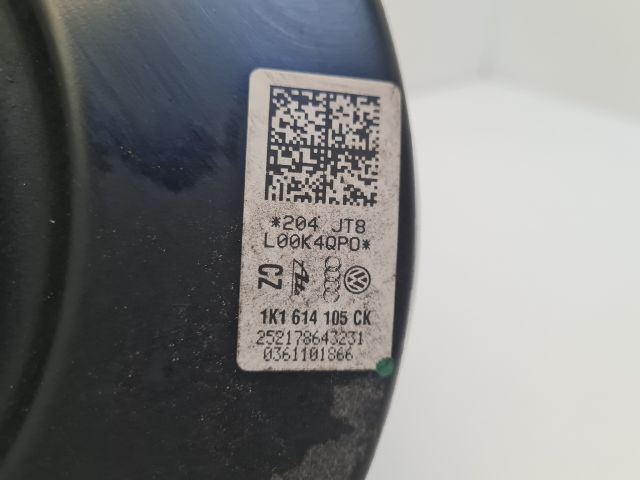 *204 JT8
L00K4QP0*
CZ
1K1 614 105 CK
252178643231
0361101866